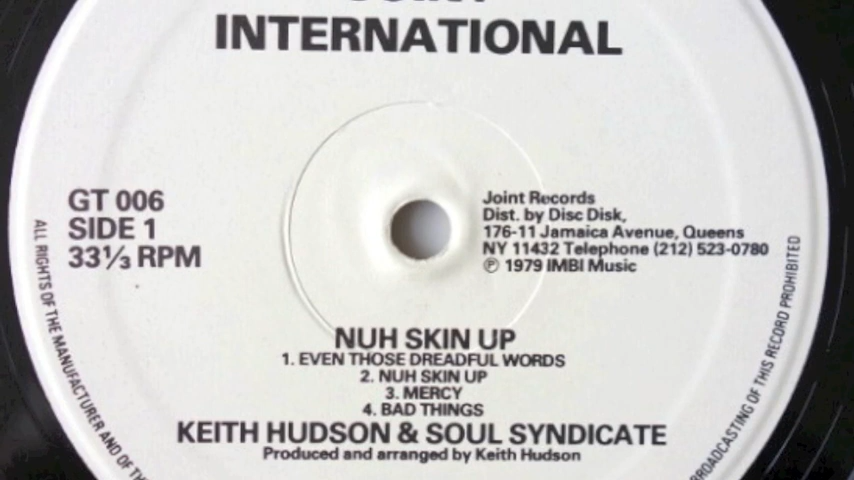 INTERNATIONAL
GT 006
SIDE 1
33⅓ RPM
Joint Records
Dist. by Disc Disk,
176-11 Jamaica Avenue, Queens
NY 11432 Telephone (212) 523-0780
℗ 1979 IMBI Music
NUH SKIN UP
1. EVEN THOSE DREADFUL WORDS
2. NUH SKIN UP
3. MERCY
4. BAD THINGS
KEITH HUDSON & SOUL SYNDICATE
Produced and arranged by Keith Hudson
ALL RIGHTS OF THE MANUFACTURER AND OF TH
BROADCASTING OF THIS RECORD PROHIBITED